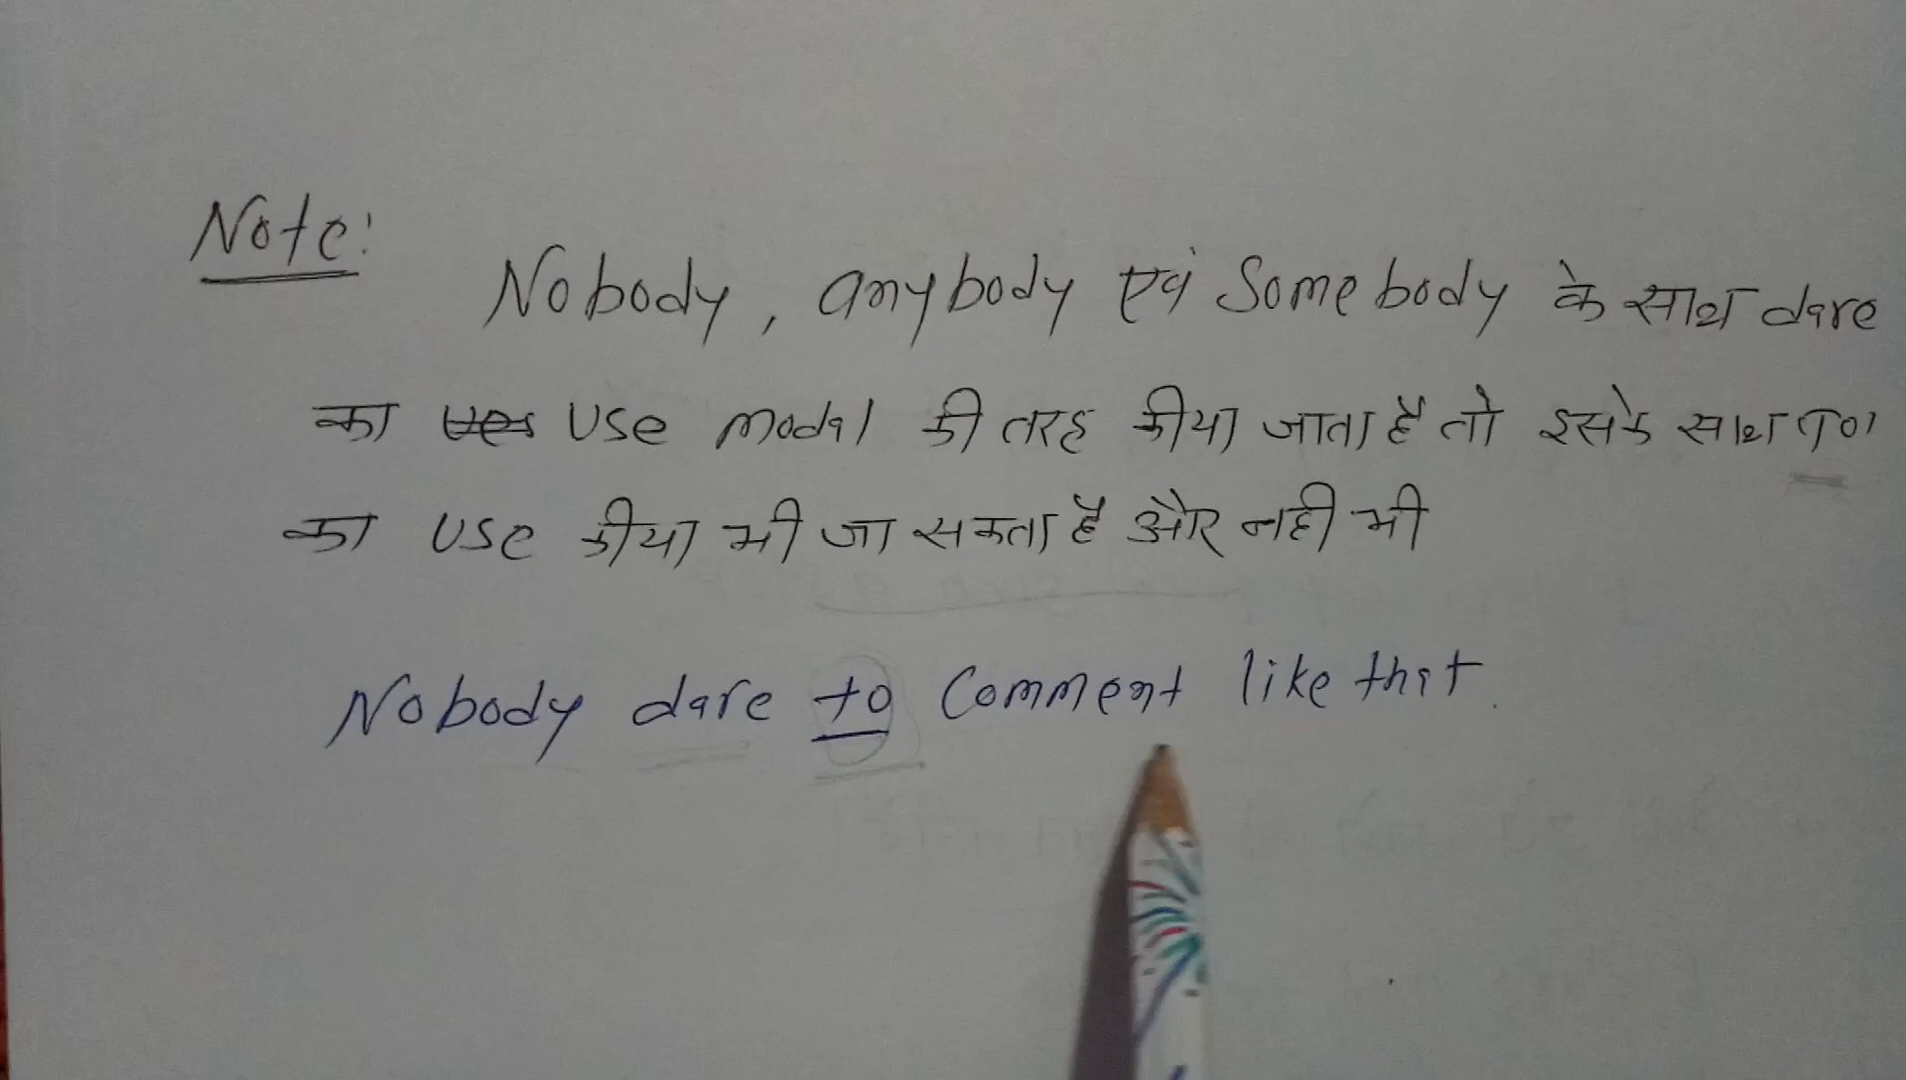 Note:
Nobody, anybody एवं Somebody के साथ dare
का Ues Use modal की तरह कीया जाता है तो इसके साथ To
का use कीया भी जा सकता है और नही भी
Nobody dare to Comment like that.